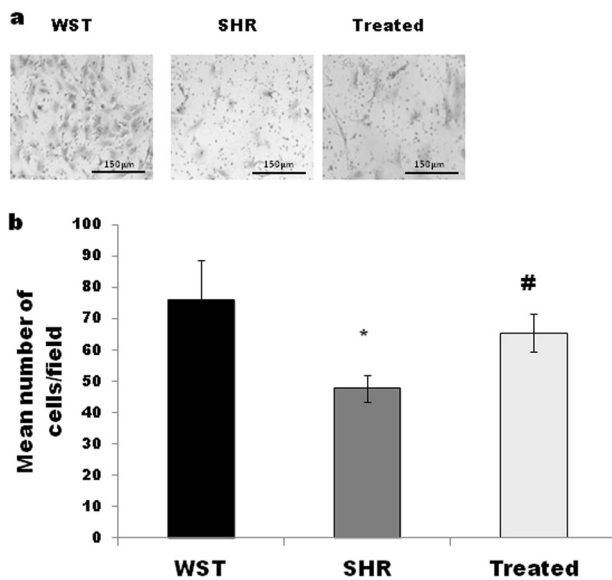 a
WST SHR Treated
150µm 150µm 150µm
b
Mean number of
cells/field
100
90
80
70
60
50
40
30
20
10
0
*
#
WST SHR Treated